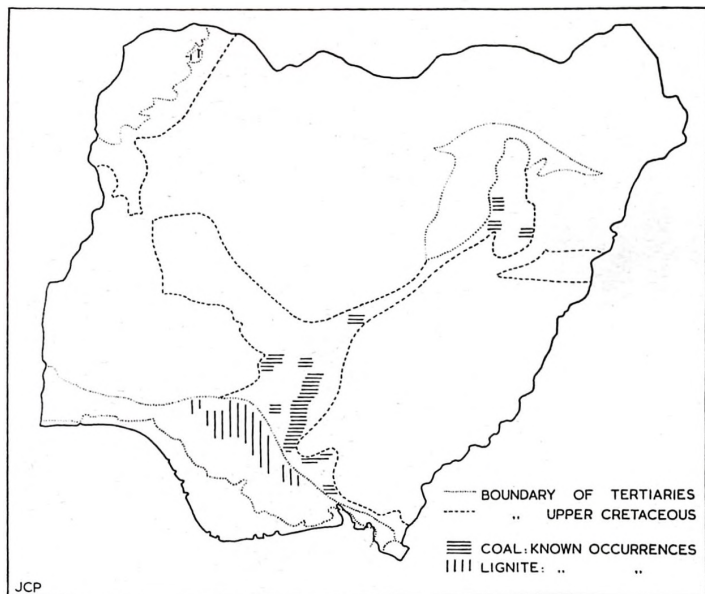 BOUNDARY OF TERTIARIES
„ UPPER CRETACEOUS
COAL: KNOWN OCCURRENCES
LIGNITE: „ „
JCP